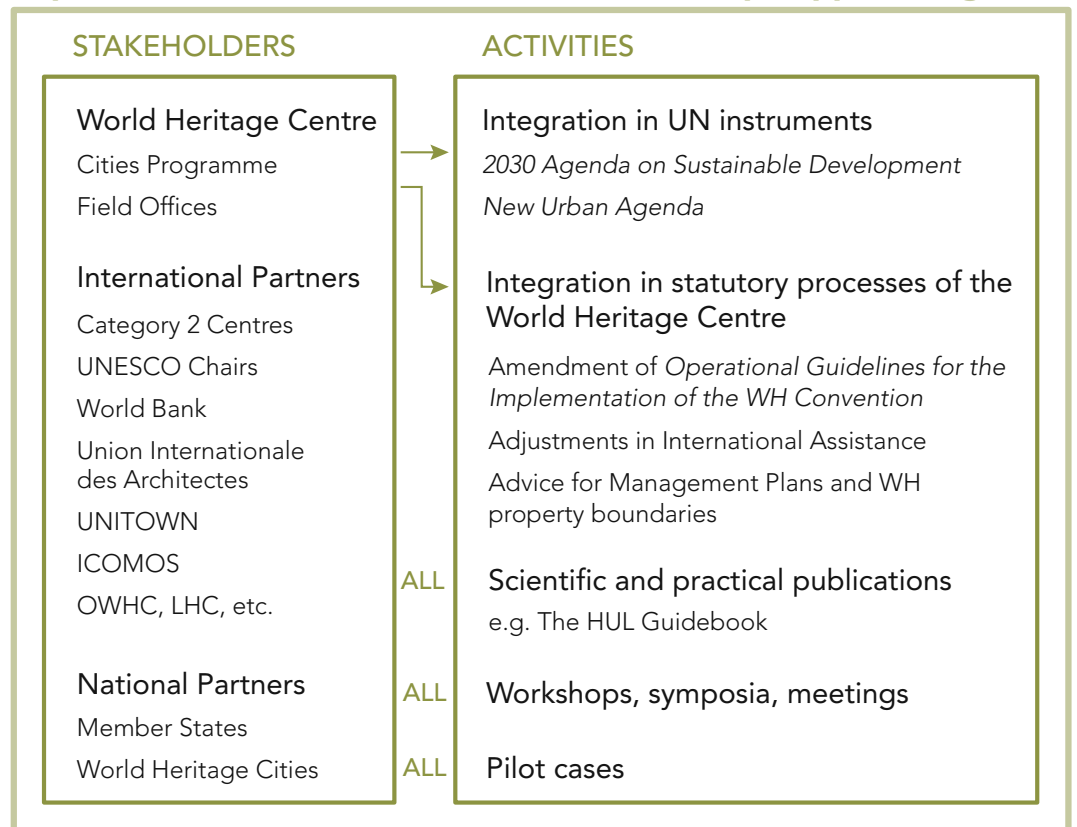 STAKEHOLDERS
World Heritage Centre
Cities Programme
Field Offices
International Partners
Category 2 Centres
UNESCO Chairs
World Bank
Union Internationale
des Architectes
UNITOWN
ICOMOS
OWHC, LHC, etc.
National Partners
Member States
World Heritage Cities
ACTIVITIES
Integration in UN instruments
2030 Agenda on Sustainable Development
New Urban Agenda
Integration in statutory processes of the
World Heritage Centre
Amendment of Operational Guidelines for the
Implementation of the WH Convention
Adjustments in International Assistance
Advice for Management Plans and WH
property boundaries
ALL
Scientific and practical publications
e.g. The HUL Guidebook
ALL
Workshops, symposia, meetings
ALL
Pilot cases